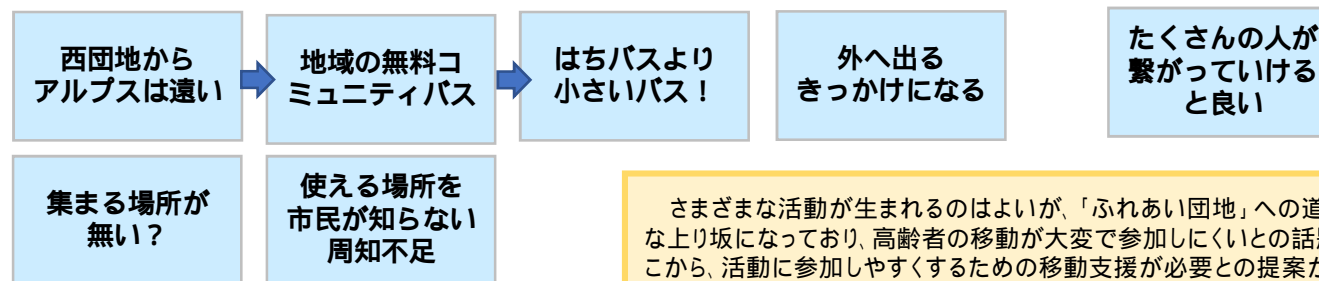 西団地から
アルプスは遠い
地域の無料コ
ミュニティバス
はちバスより
小さいバス！
外へ出る
きっかけになる
たくさんの人が
繋がっていける
と良い
集まる場所が
無い？
使える場所を
市民が知らない
周知不足
さまざまな活動が生まれるのはよいが、「ふれあい団地」への道
な上り坂になっており、高齢者の移動が大変で参加しにくいとの話
こから、活動に参加しやすくするための移動支援が必要との提案が